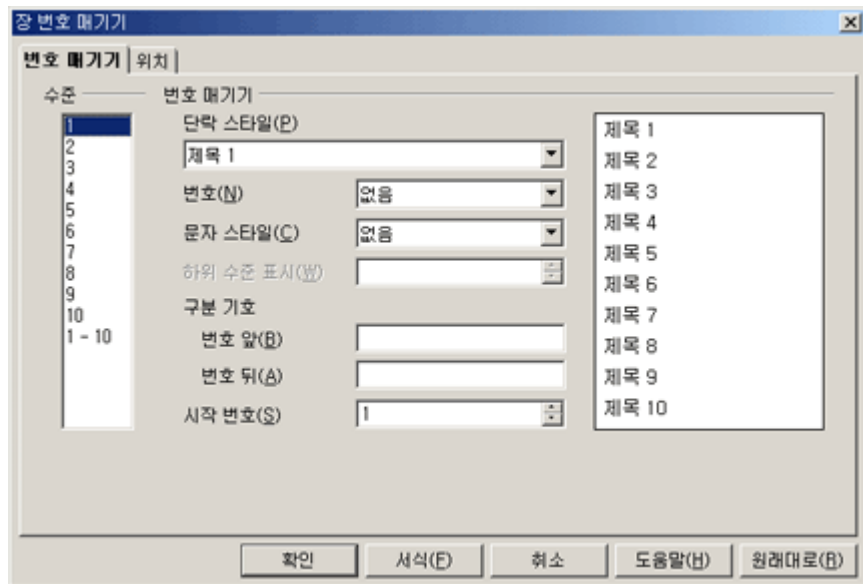 장 번호 매기기
번호 매기기 위치
수준 번호 매기기
1
2
3
4
5
6
7
8
9
10
1 - 10
단락 스타일(P)
제목 1
번호(N) 없음
문자 스타일(C) 없음
하위 수준 표시(W)
구분 기호
번호 앞(B)
번호 뒤(A)
시작 번호(S) 1
제목 1
제목 2
제목 3
제목 4
제목 5
제목 6
제목 7
제목 8
제목 9
제목 10
확인 서식(F) 취소 도움말(H) 원래대로(R)